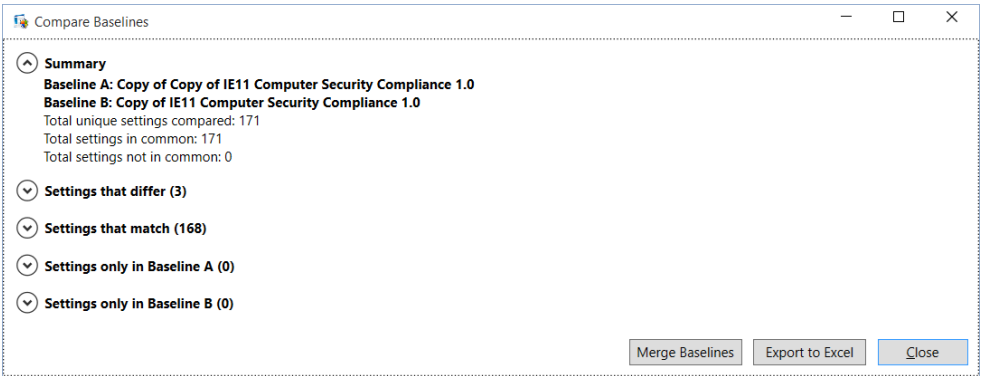 Compare Baselines
Summary
Baseline A: Copy of Copy of IE11 Computer Security Compliance 1.0
Baseline B: Copy of IE11 Computer Security Compliance 1.0
Total unique settings compared: 171
Total settings in common: 171
Total settings not in common: 0
Settings that differ (3)
Settings that match (168)
Settings only in Baseline A (0)
Settings only in Baseline B (0)
Merge Baselines Export to Excel Close